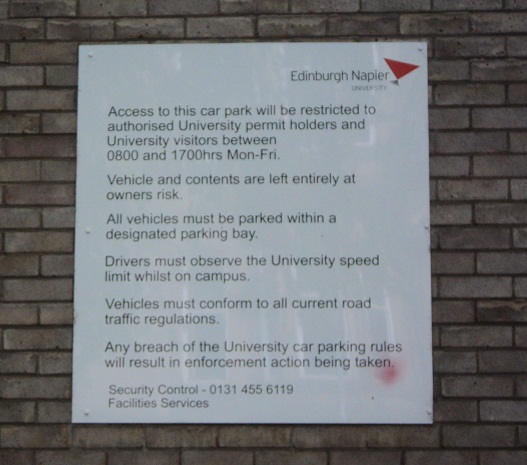 Edinburgh Napier
UNIVERSITY
Access to this car park will be restricted to
authorised University permit holders and
University visitors between
0800 and 1700hrs Mon-Fri.
Vehicle and contents are left entirely at
owners risk.
All vehicles must be parked within a
designated parking bay.
Drivers must observe the University speed
limit whilst on campus.
Vehicles must conform to all current road
traffic regulations.
Any breach of the University car parking rules
will result in enforcement action being taken.
Security Control - 0131 455 6119
Facilities Services